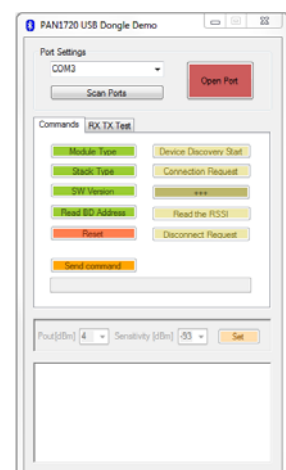 PAN1720 USB Dongle Demo
Port Settings
COM3
Open Port
Scan Ports
Commands RX TX Test
Module Type Device Discovery Start
Stack Type Connection Request
SW Version +++
Read BD Address Read the RSSI
Reset Disconnect Request
Send command
Pout[dBm] 4 Sensitivity [dBm] -93 Set